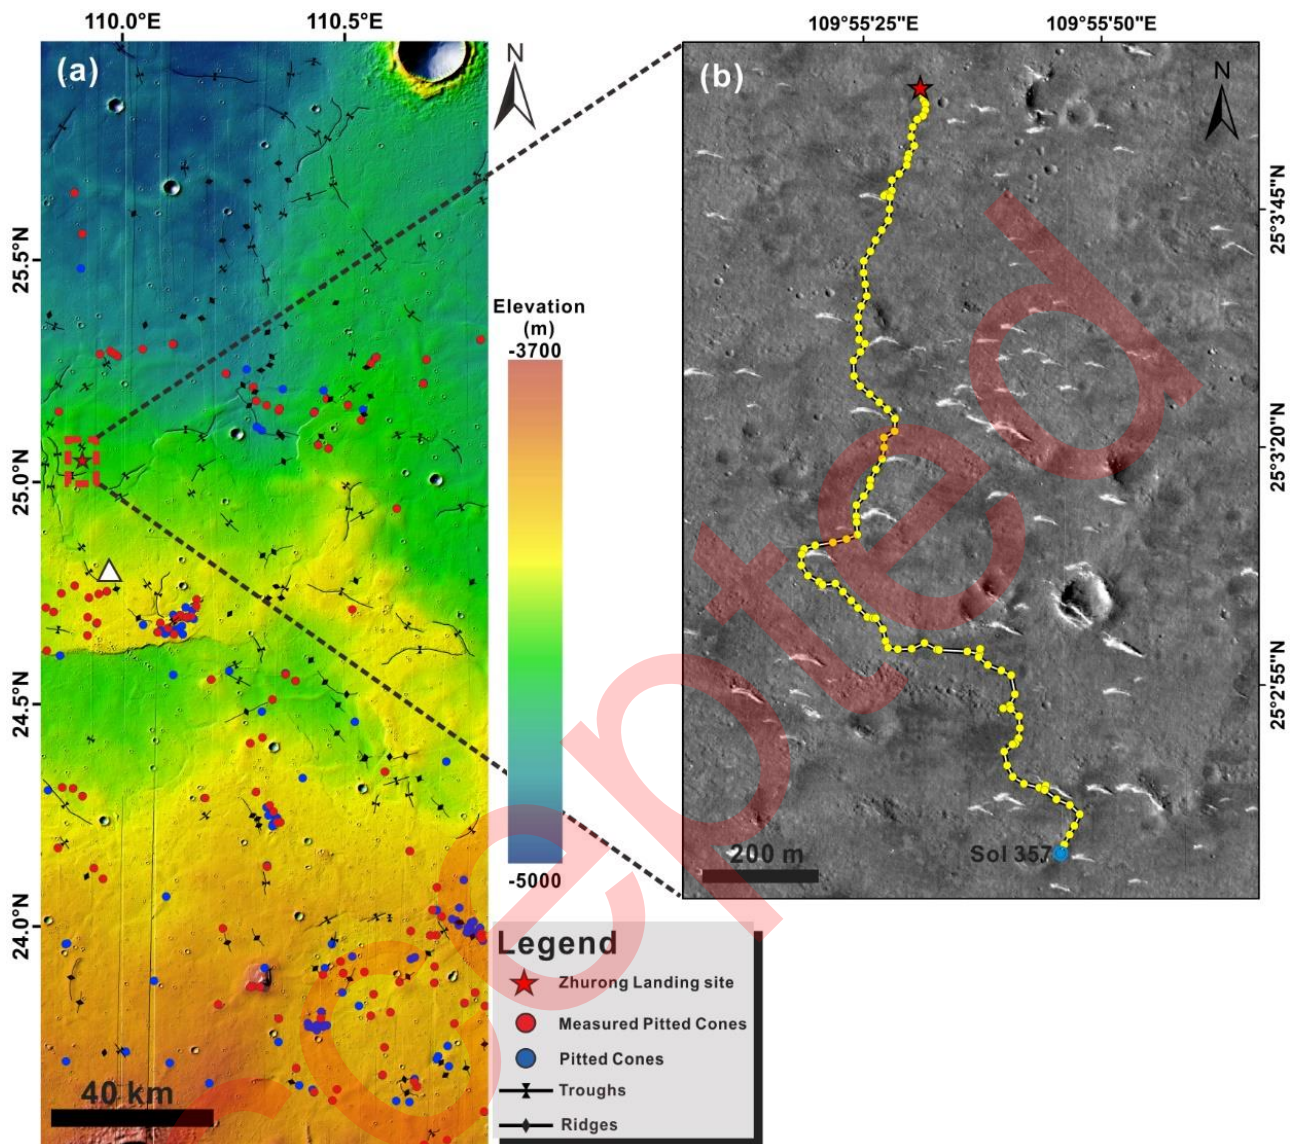 110.0°E
110.5°E
109°55'25"E
109°55'50"E
(a)
N
(b)
N
25.5°N
25.0°N
24.5°N
24.0°N
Elevation
(m)
-3700
-5000
25°3'45"N
25°3'20"N
25°2'55"N
Sol 357
200 m
40 km
Legend
Zhurong Landing site
Measured Pitted Cones
Pitted Cones
Troughs
Ridges
cepted